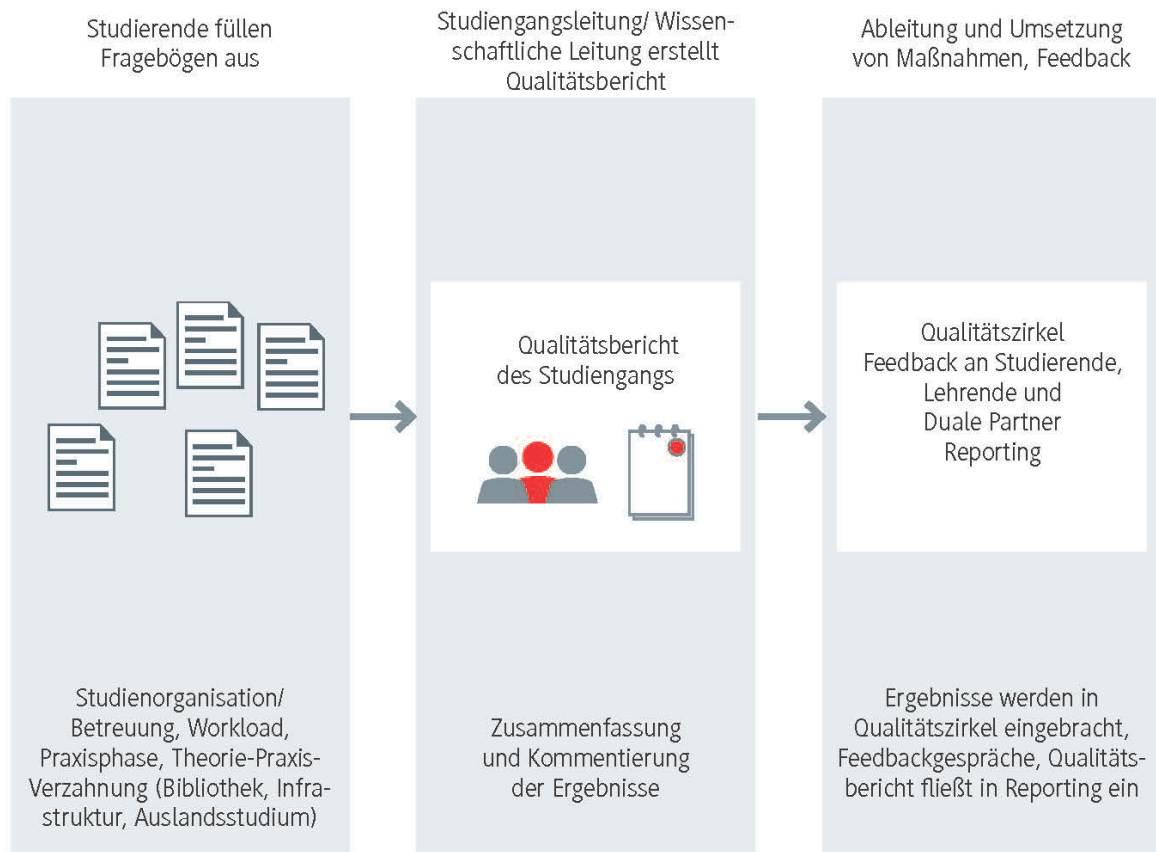 Studierende füllen
Fragebögen aus
Studiengangsleitung/ Wissen-
schaftliche Leitung erstellt
Qualitätsbericht
Ableitung und Umsetzung
von Maßnahmen, Feedback
Qualitätsbericht
des Studiengangs
Qualitätszirkel
Feedback an Studierende,
Lehrende und
Duale Partner
Reporting
Studienorganisation/
Betreuung, Workload,
Praxisphase, Theorie-Praxis-
Verzahnung (Bibliothek, Infra-
struktur, Auslandsstudium)
Zusammenfassung
und Kommentierung
der Ergebnisse
Ergebnisse werden in
Qualitätszirkel eingebracht,
Feedbackgespräche, Qualitäts-
bericht fließt in Reporting ein